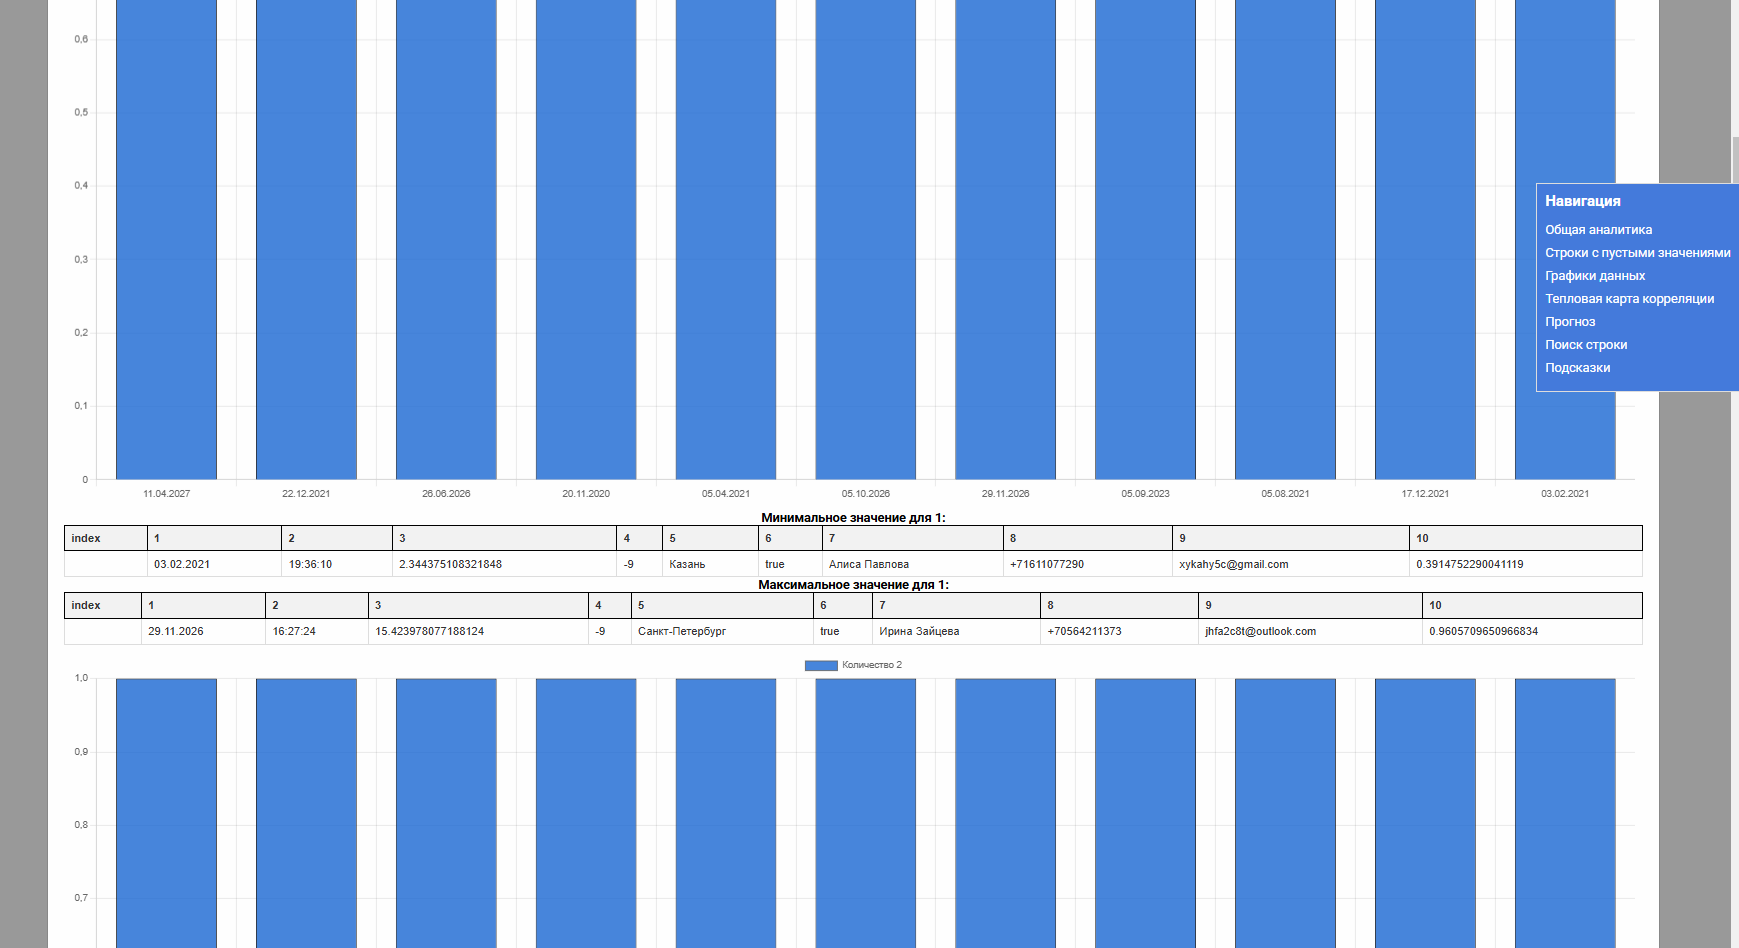 0,6
0,5
0,4
0,3
0,2
0,1
0
11.04.2027 22.12.2021 26.06.2026 20.11.2020 05.04.2021 05.10.2026 29.11.2026 05.09.2023 05.08.2021 17.12.2021 03.02.2021
Навигация
Общая аналитика
Строки с пустыми значениями
Графики данных
Тепловая карта корреляции
Прогноз
Поиск строки
Подсказки
Минимальное значение для 1:
index 1 2 3 4 5 6 7 8 9 10
03.02.2021 19:36:10 2.344375108321848 -9 Казань true Алиса Павлова +71611077290 xykahy5c@gmail.com 0.3914752290041119
Максимальное значение для 1:
index 1 2 3 4 5 6 7 8 9 10
29.11.2026 16:27:24 15.423978077188124 -9 Санкт-Петербург true Ирина Зайцева +70564211373 jhfa2c8t@outlook.com 0.9605709650966834
Количество 2
1,0
0,9
0,8
0,7